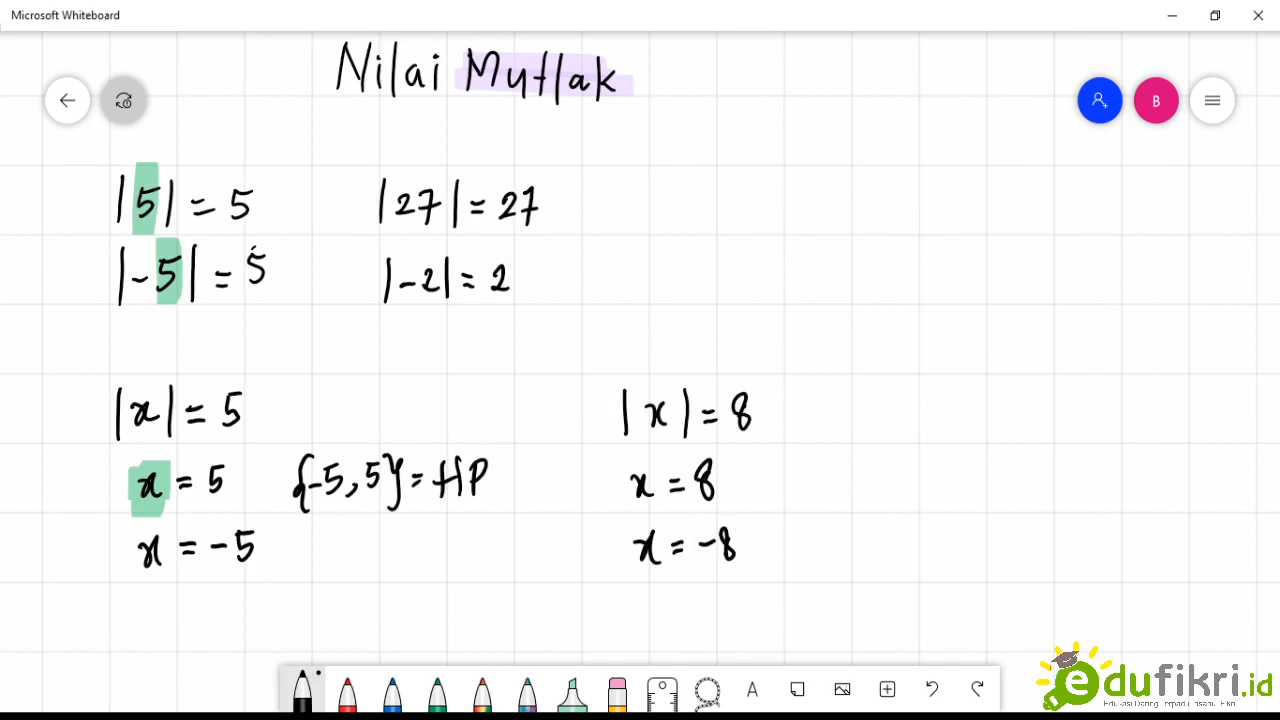 Microsoft Whiteboard
Nilai Mutlak
B
|5| = 5
|-5| = 5
|27| = 27
|-2| = 2
|x| = 5
x = 5 {-5, 5} = HP
x = -5
|x| = 8
x = 8
x = -8
A
edufikri.id